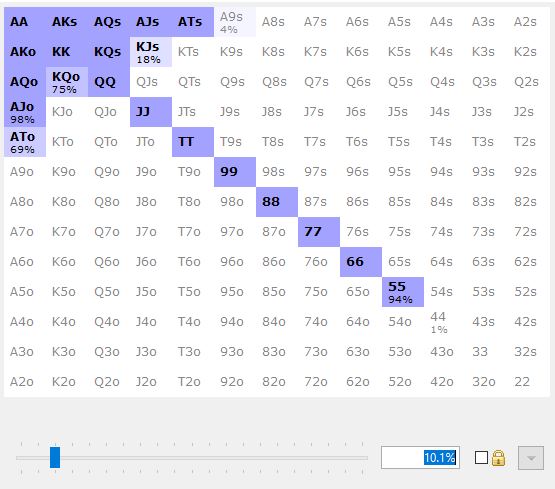 AA AKs AQs AJs ATs A9s A8s A7s A6s A5s A4s A3s A2s
4%
AKo KK KQs KJs KTs K9s K8s K7s K6s K5s K4s K3s K2s
18%
AQo KQo QQ QJs QTs Q9s Q8s Q7s Q6s Q5s Q4s Q3s Q2s
75%
AJo KJo QJo JJ JTs J9s J8s J7s J6s J5s J4s J3s J2s
98%
ATo KTo QTo JTo TT T9s T8s T7s T6s T5s T4s T3s T2s
69%
A9o K9o Q9o J9o T9o 99 98s 97s 96s 95s 94s 93s 92s
A8o K8o Q8o J8o T8o 98o 88 87s 86s 85s 84s 83s 82s
A7o K7o Q7o J7o T7o 97o 87o 77 76s 75s 74s 73s 72s
A6o K6o Q6o J6o T6o 96o 86o 76o 66 65s 64s 63s 62s
A5o K5o Q5o J5o T5o 95o 85o 75o 65o 55 54s 53s 52s
94%
A4o K4o Q4o J4o T4o 94o 84o 74o 64o 54o 44 43s 42s
1%
A3o K3o Q3o J3o T3o 93o 83o 73o 63o 53o 43o 33 32s
A2o K2o Q2o J2o T2o 92o 82o 72o 62o 52o 42o 32o 22
10.1%